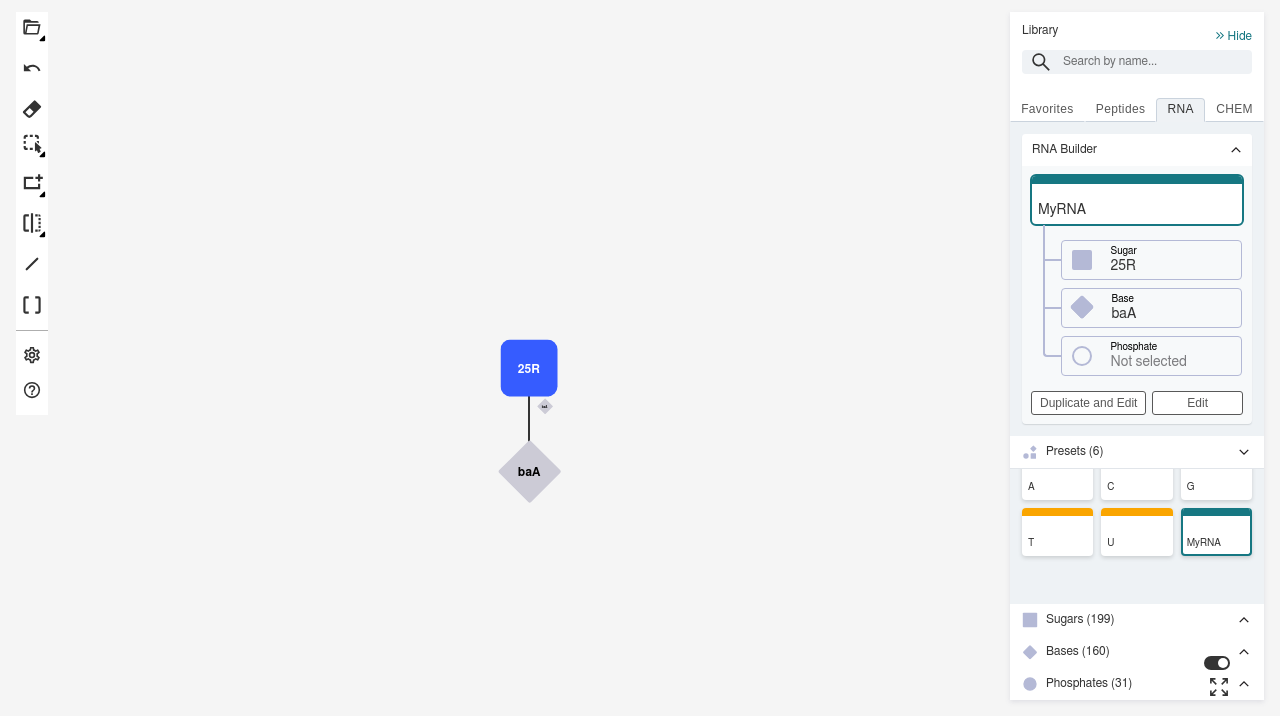 Library
Hide
Search by name...
Favorites Peptides RNA CHEM
RNA Builder
MyRNA
Sugar
25R
Base
baA
Phosphate
Not selected
Duplicate and Edit Edit
Presets (6)
A C G
T U MyRNA
Sugars (199)
Bases (160)
Phosphates (31)
25R
baA